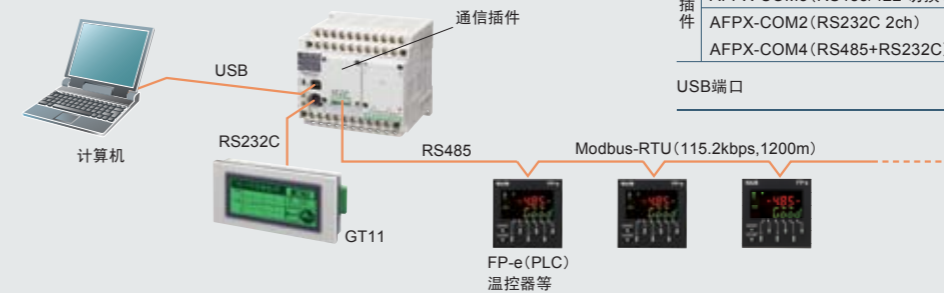 通信插件
插
件
AFPX-COM2(RS232C 2ch)
AFPX-COM4(RS485+RS232C)
USB端口
USB
计算机
RS232C
RS485
Modbus-RTU(115.2kbps,1200m)
GT11
FP-e(PLC)
温控器等